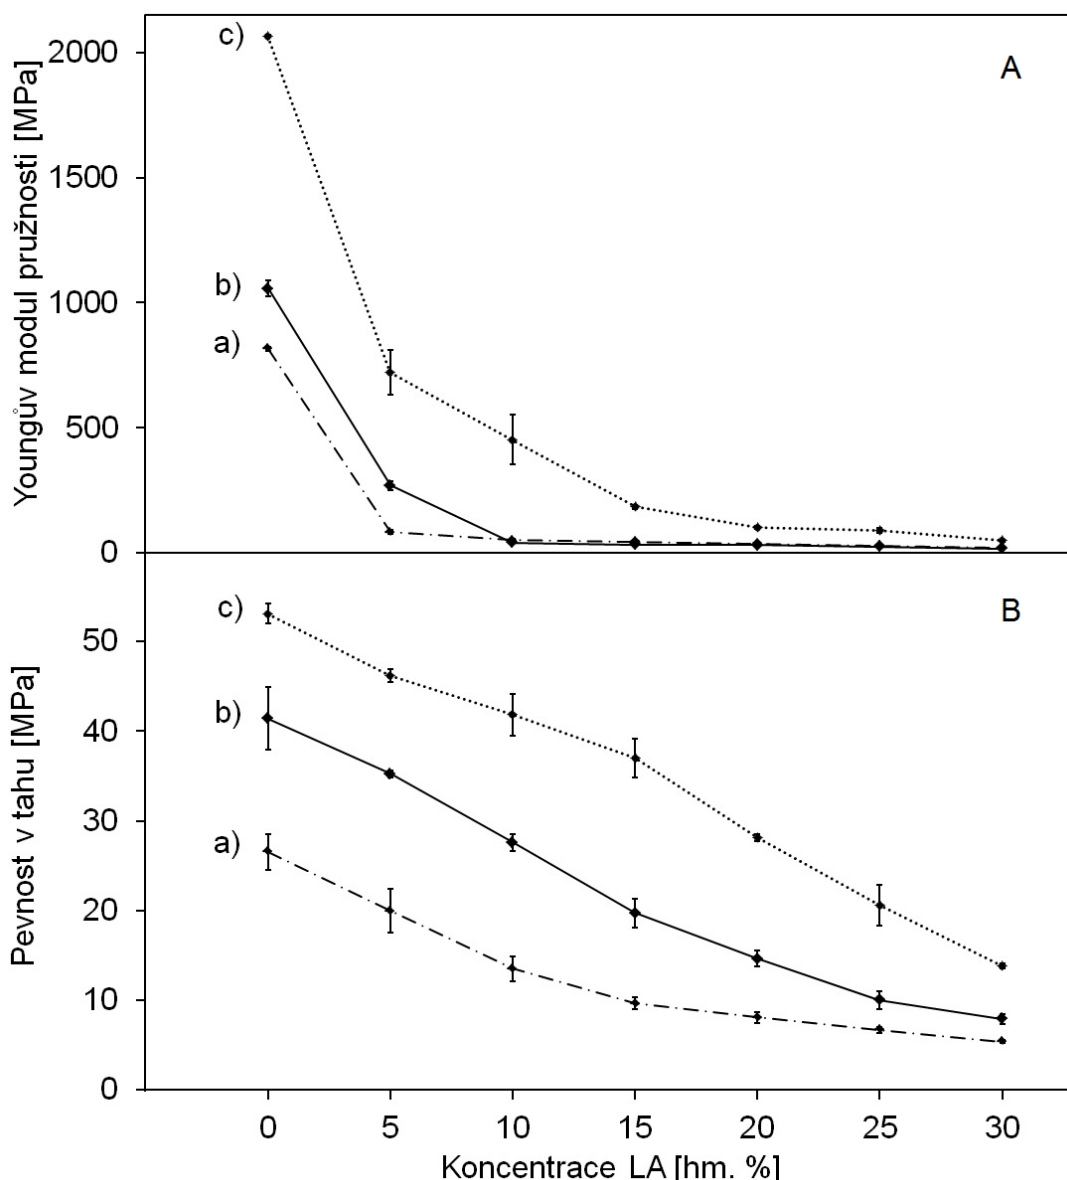 Youngův modul pružnosti [MPa]
2000
1500
1000
500
0
c)
b)
a)
A
Pevnost v tahu [MPa]
50
40
30
20
10
0
c)
b)
a)
B
0 5 10 15 20 25 30
Koncentrace LA [hm. %]